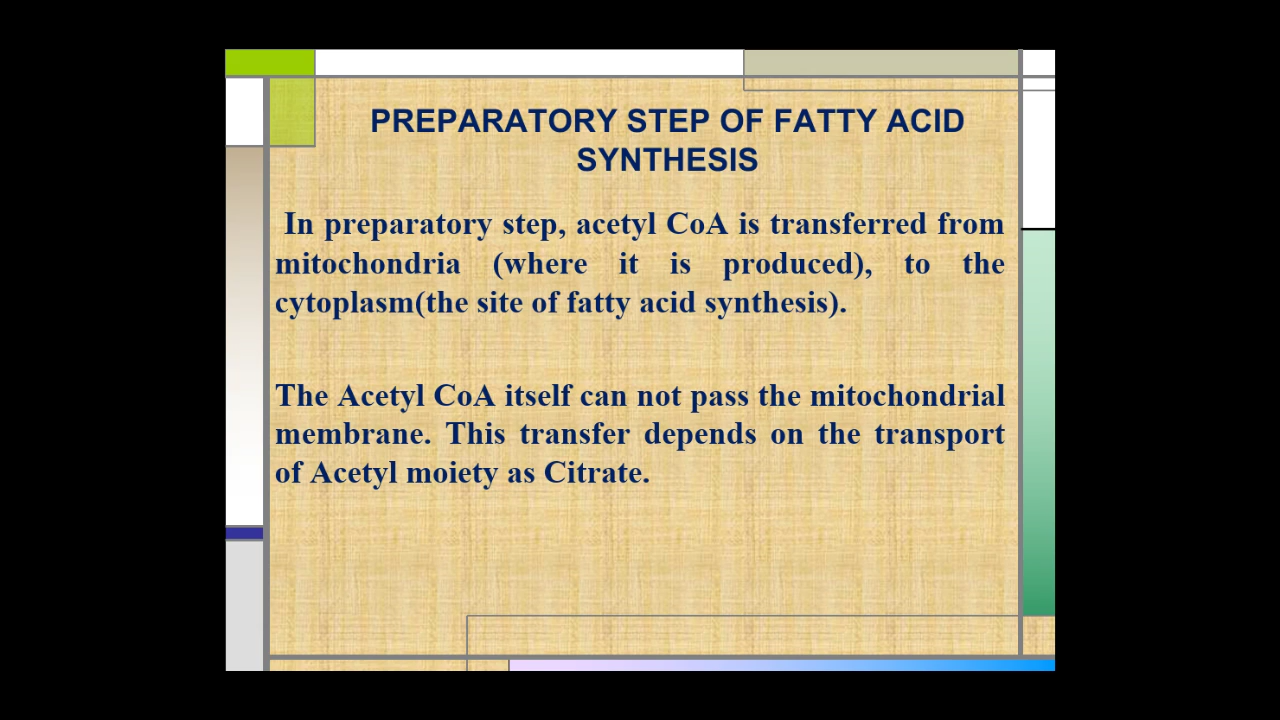 PREPARATORY STEP OF FATTY ACID
SYNTHESIS
In preparatory step, acetyl CoA is transferred from
mitochondria (where it is produced), to the
cytoplasm(the site of fatty acid synthesis).
The Acetyl CoA itself can not pass the mitochondrial
membrane. This transfer depends on the transport
of Acetyl moiety as Citrate.